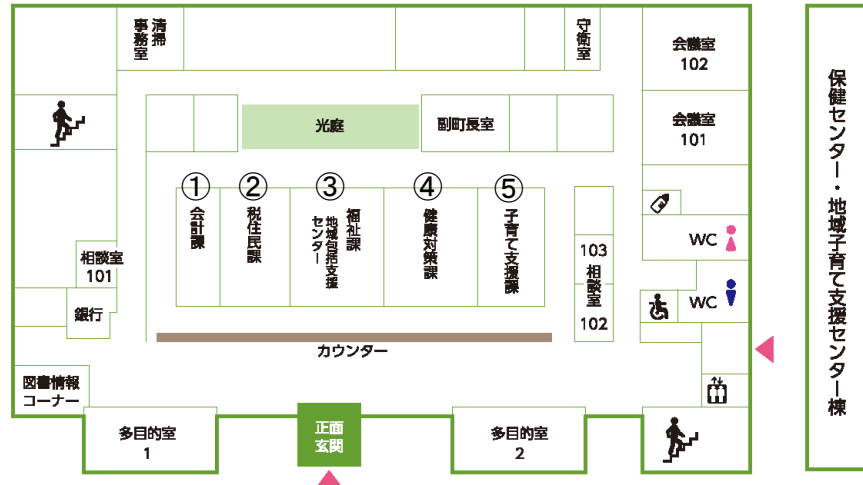 清掃
事務室
守衛室
会議室
102
会議室
101
光庭
副町長室
①
会計課
②
税住民課
③
福祉課
地域包括支援
センター
④
健康対策課
⑤
子育て支援課
103
相談室
102
WC
WC
相談室
101
銀行
カウンター
図書情報
コーナー
多目的室
1
正面
玄関
多目的室
2
保健センター・地域子育て支援センター棟